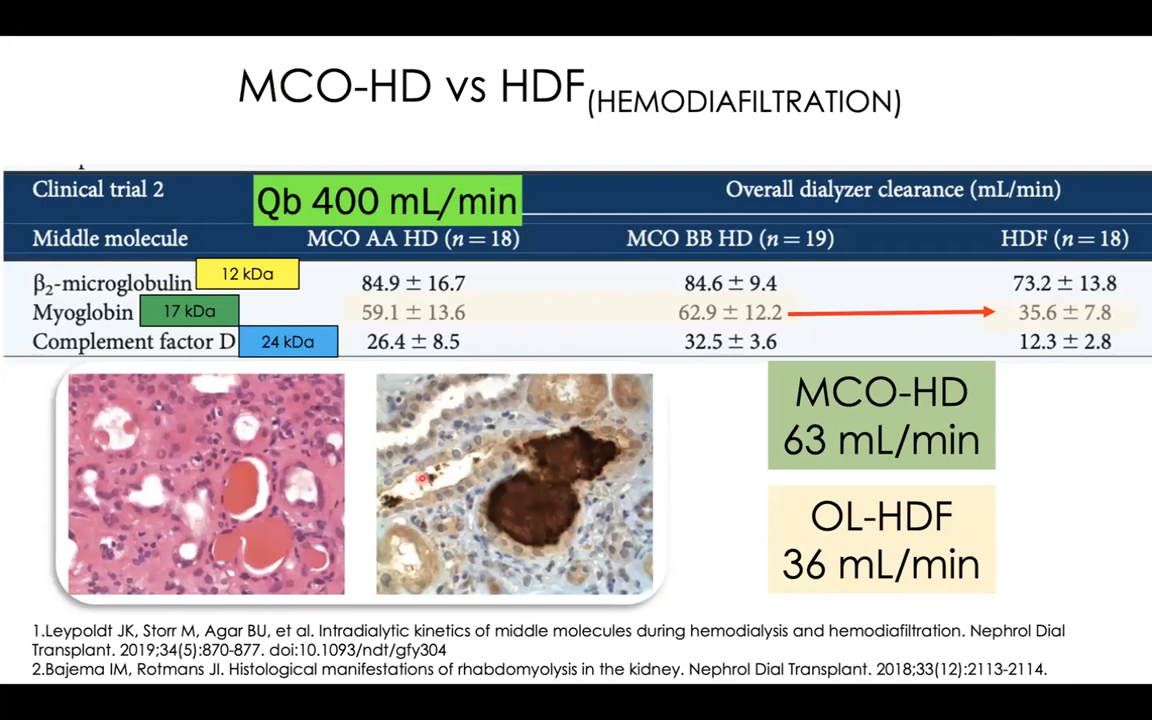 MCO-HD vs HDF(HEMODIAFILTRATION)
Clinical trial 2
Qb 400 mL/min
Overall dialyzer clearance (mL/min)
Middle molecule MCO AA HD (n = 18) MCO BB HD (n = 19) HDF (n = 18)
β2-microglobulin 12 kDa 84.9 ± 16.7 84.6 ± 9.4 73.2 ± 13.8
Myoglobin 17 kDa 59.1 ± 13.6 62.9 ± 12.2 35.6 ± 7.8
Complement factor D 24 kDa 26.4 ± 8.5 32.5 ± 3.6 12.3 ± 2.8
MCO-HD
63 mL/min
OL-HDF
36 mL/min
1.Leypoldt JK, Storr M, Agar BU, et al. Intradialytic kinetics of middle molecules during hemodialysis and hemodiafiltration. Nephrol Dial
Transplant. 2019;34(5):870-877. doi:10.1093/ndt/gfy304
2.Bajema IM, Rotmans JI. Histological manifestations of rhabdomyolysis in the kidney. Nephrol Dial Transplant. 2018;33(12):2113-2114.